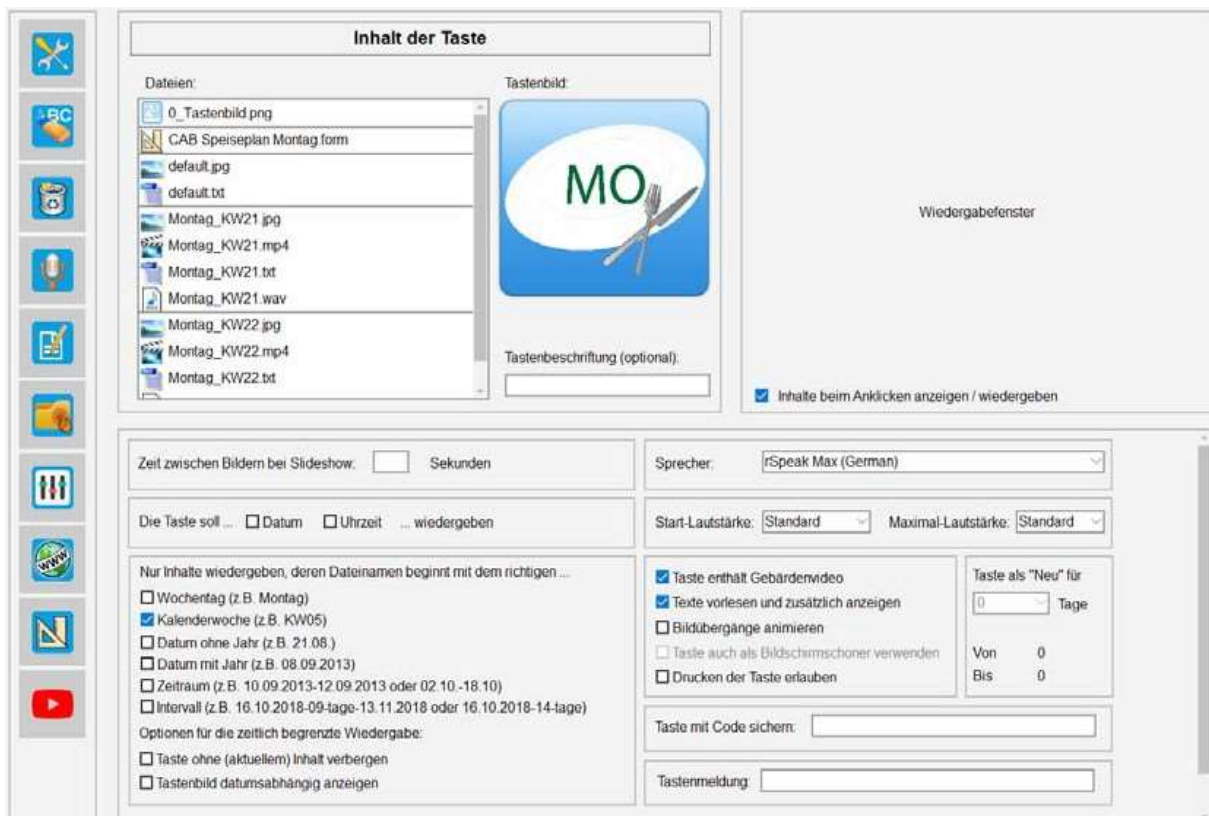 Inhalt der Taste
Dateien:
0_Tastenbild.png
CAB Speiseplan Montag.form
default.jpg
default.txt
Montag_KW21.jpg
Montag_KW21.mp4
Montag_KW21.txt
Montag_KW21.wav
Montag_KW22.jpg
Montag_KW22.mp4
Montag_KW22.txt
Tastenbild:
MO
Tastenbeschriftung (optional):
Wiedergabefenster
Inhalte beim Anklicken anzeigen / wiedergeben
ABC
WWW
Zeit zwischen Bildern bei Slideshow: Sekunden
Die Taste soll ... Datum Uhrzeit ... wiedergeben
Nur Inhalte wiedergeben, deren Dateinamen beginnt mit dem richtigen ...
Wochentag (z.B. Montag)
Kalenderwoche (z.B. KW05)
Datum ohne Jahr (z.B. 21.08.)
Datum mit Jahr (z.B. 08.09.2013)
Zeitraum (z.B. 10.09.2013-12.09.2013 oder 02.10.-18.10)
Intervall (z.B. 16.10.2018-09-tage-13.11.2018 oder 16.10.2018-14-tage)
Optionen für die zeitlich begrenzte Wiedergabe:
Taste ohne (aktuellem) Inhalt verbergen
Tastenbild datumsabhängig anzeigen
Sprecher: rSpeak Max (German)
Start-Lautstärke: Standard Maximal-Lautstärke: Standard
Taste enthält Gebärdenvideo
Texte vorlesen und zusätzlich anzeigen
Bildübergänge animieren
Taste auch als Bildschirmschoner verwenden
Drucken der Taste erlauben
Taste als "Neu" für
0 Tage
Von 0
Bis 0
Taste mit Code sichern:
Tastenmeldung: